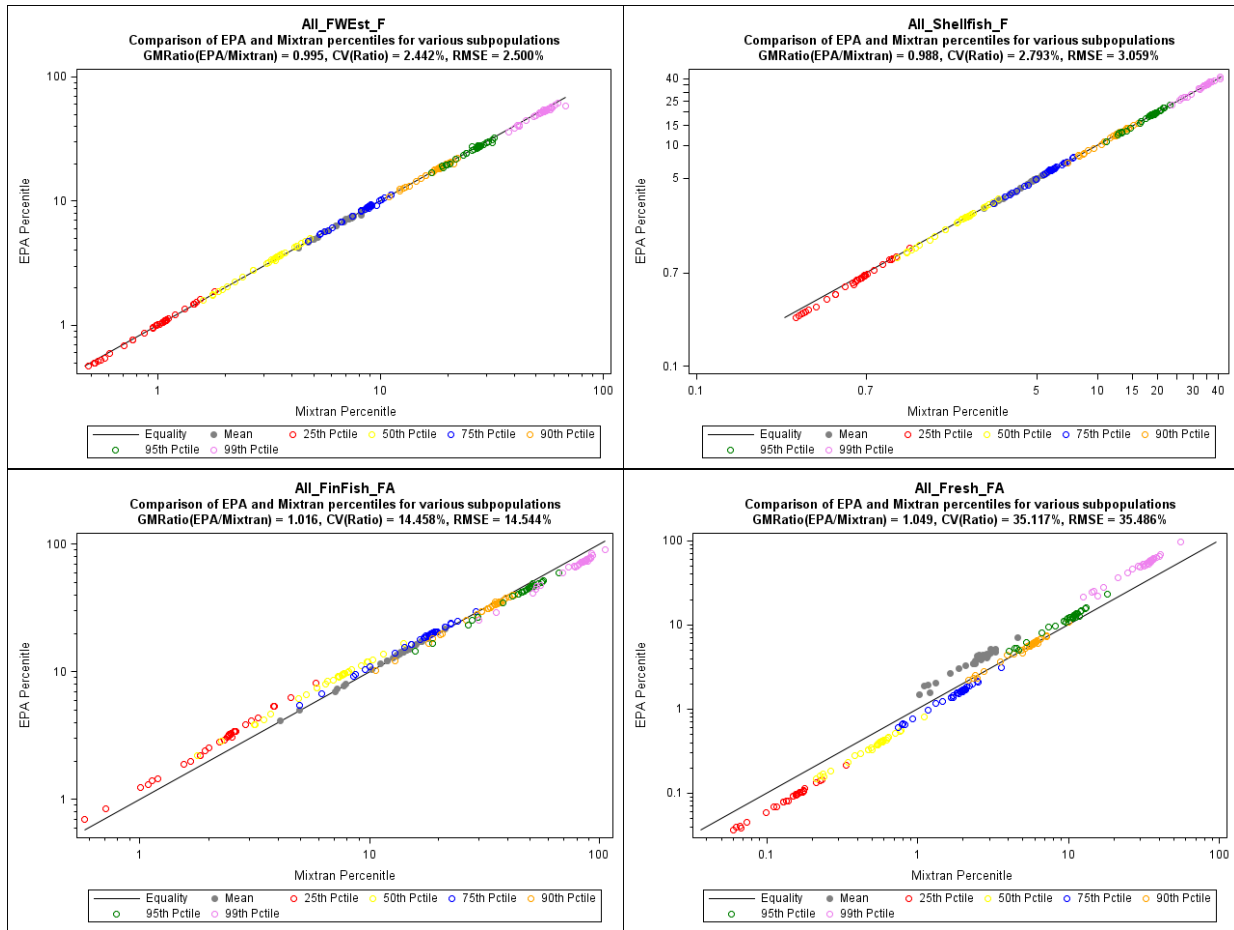 All_FWEst_F
Comparison of EPA and Mixtran percentiles for various subpopulations
GMRatio(EPA/Mixtran) = 0.995, CV(Ratio) = 2.442%, RMSE = 2.500%
100
10
1
EPA Percenitle
1
10
100
Mixtran Percenitle
Equality Mean 25th Pctile 50th Pctile 75th Pctile 90th Pctile
95th Pctile 99th Pctile
All_Shellfish_F
Comparison of EPA and Mixtran percentiles for various subpopulations
GMRatio(EPA/Mixtran) = 0.988, CV(Ratio) = 2.793%, RMSE = 3.059%
40
25
15
10
5
0.7
0.1
EPA Percenitle
0.1 0.7 5 10 15 25 30 40
Mixtran Percenitle
Equality Mean 25th Pctile 50th Pctile 75th Pctile 90th Pctile
95th Pctile 99th Pctile
All_FinFish_FA
Comparison of EPA and Mixtran percentiles for various subpopulations
GMRatio(EPA/Mixtran) = 1.016, CV(Ratio) = 14.458%, RMSE = 14.544%
100
10
1
EPA Percenitle
1 10 100
Mixtran Percenitle
Equality Mean 25th Pctile 50th Pctile 75th Pctile 90th Pctile
95th Pctile 99th Pctile
All_Fresh_FA
Comparison of EPA and Mixtran percentiles for various subpopulations
GMRatio(EPA/Mixtran) = 1.049, CV(Ratio) = 35.117%, RMSE = 35.486%
100
10
1
0.1
EPA Percenitle
0.1 1 10 100
Mixtran Percenitle
Equality Mean 25th Pctile 50th Pctile 75th Pctile 90th Pctile
95th Pctile 99th Pctile